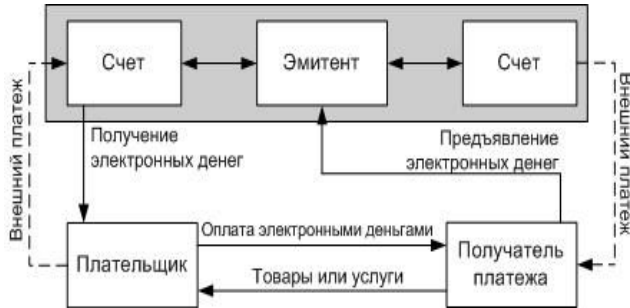 Счет
Эмитент
Счет
Внешний платеж
Внешний платеж
Получение
электронных денег
Предъявление
электронных денег
Оплата электронными деньгами
Плательщик
Получатель
платежа
Товары или услуги